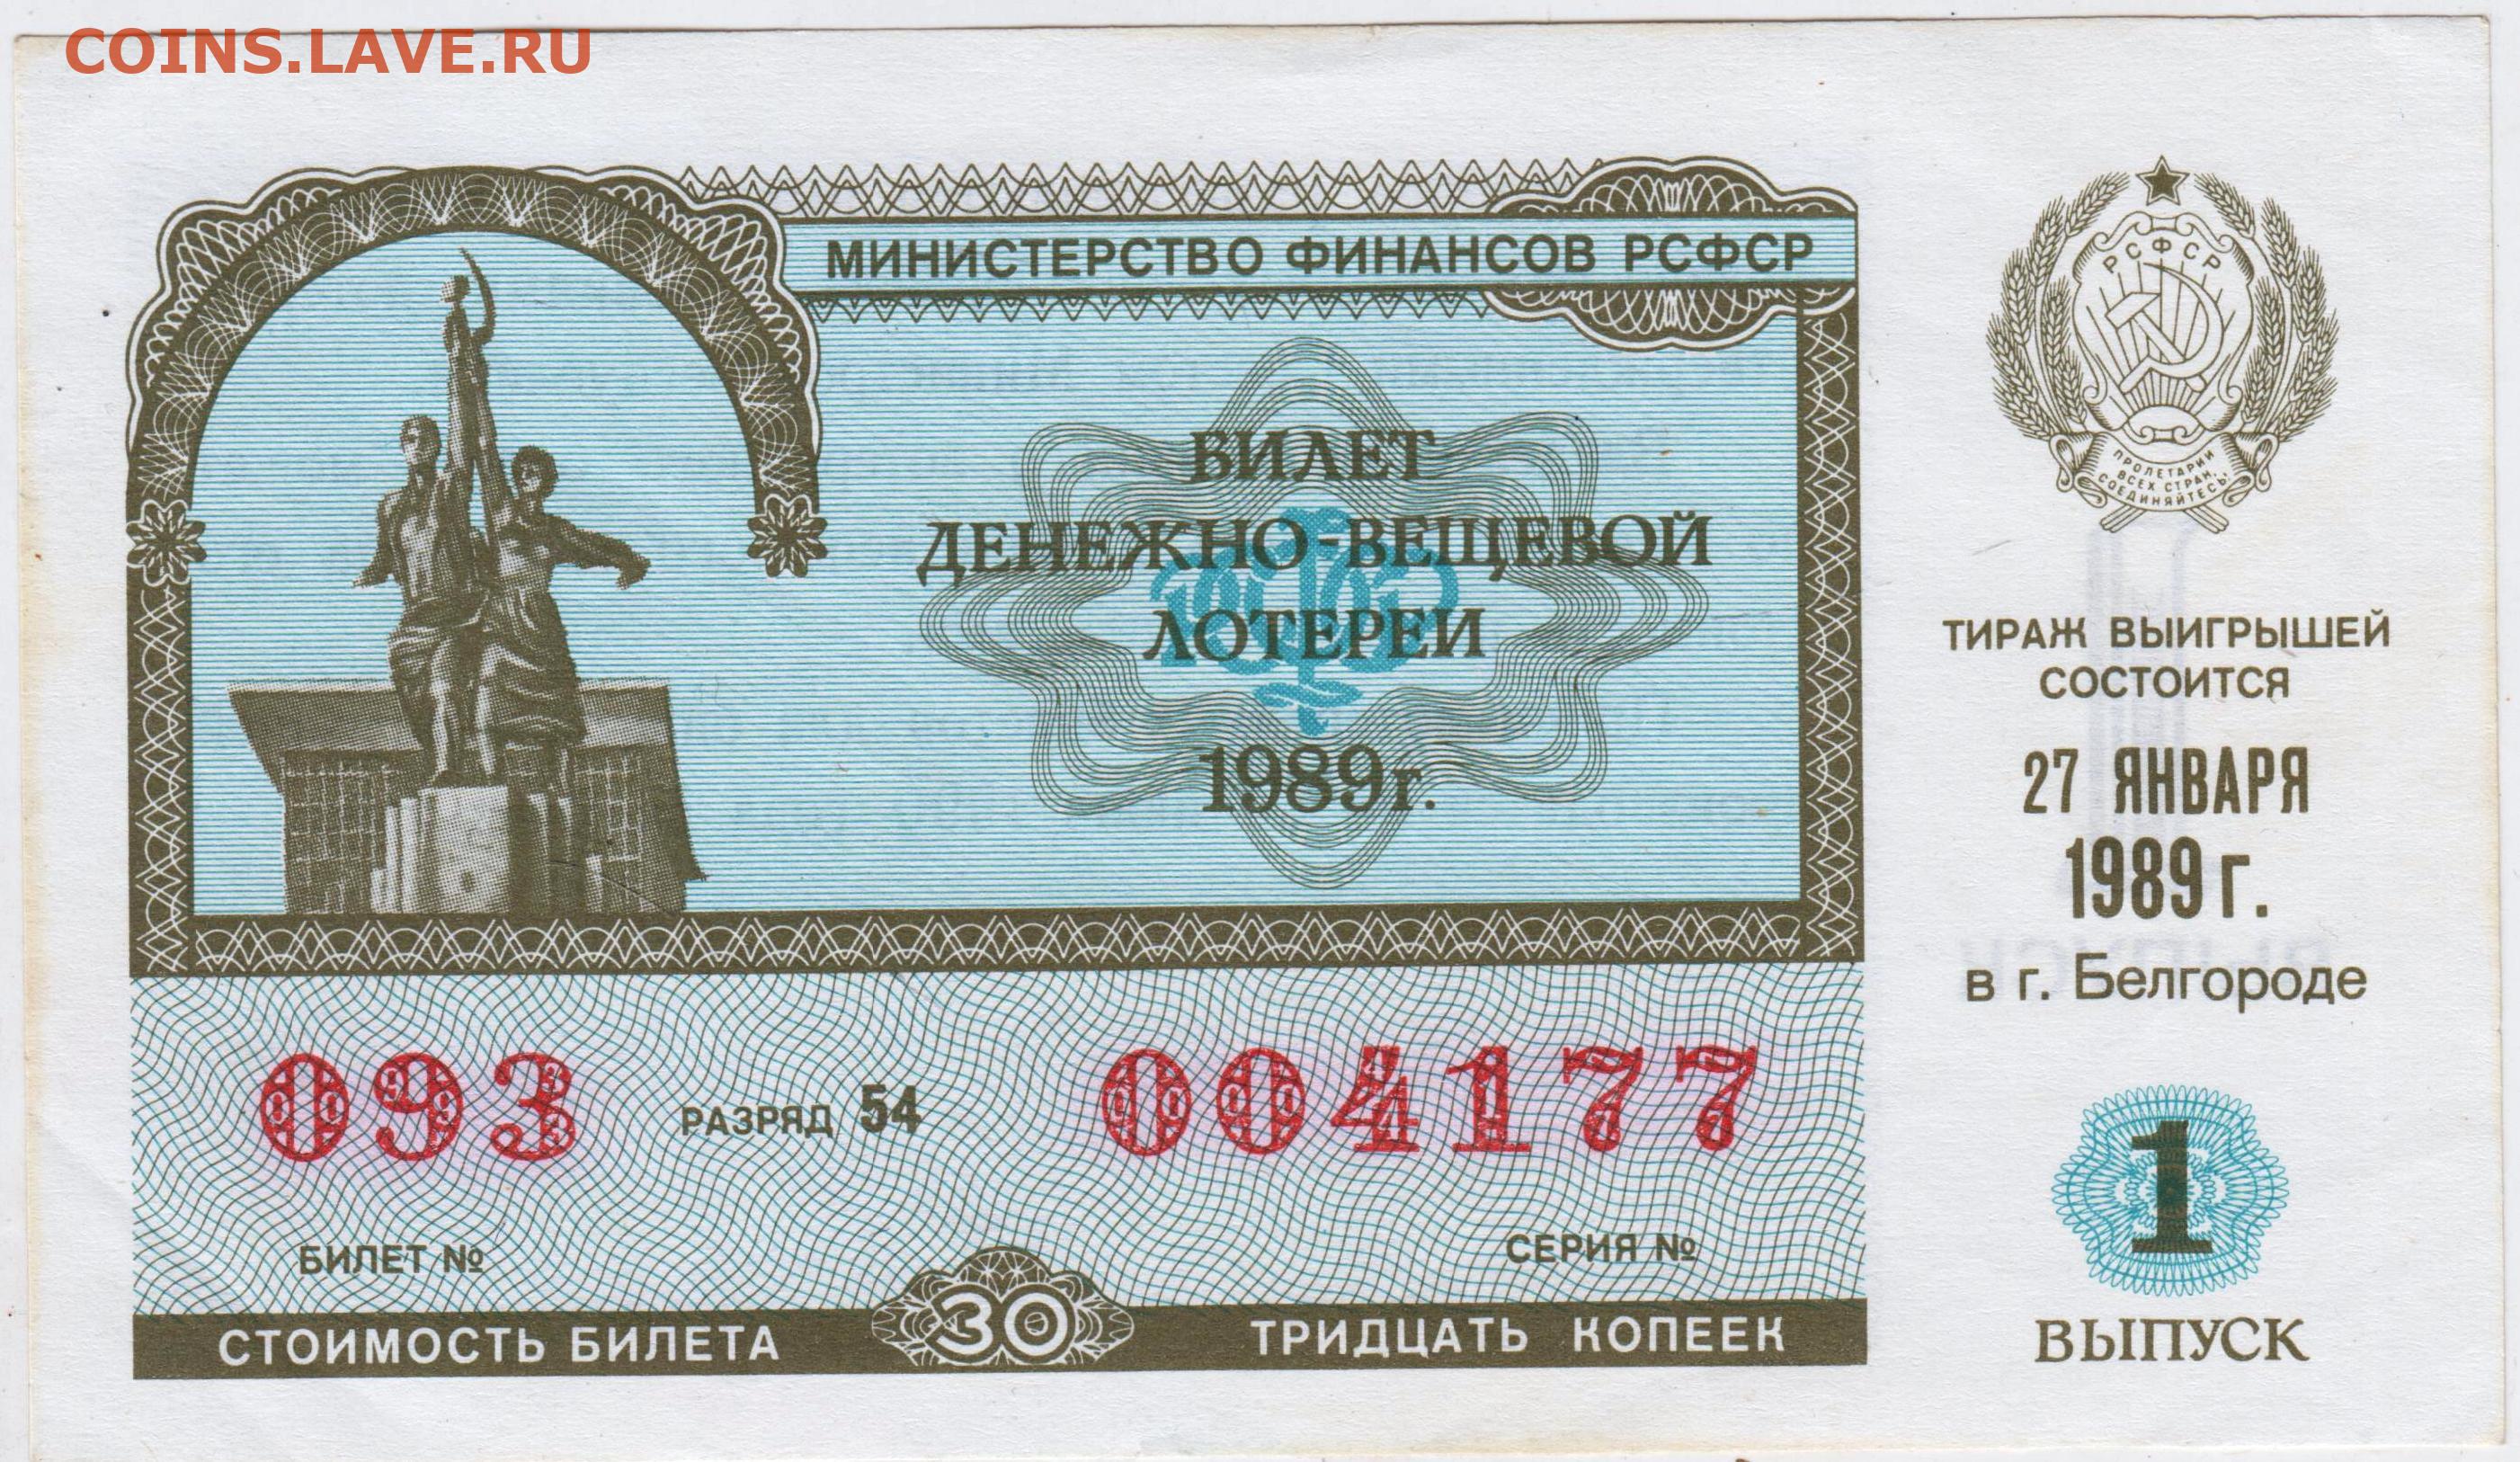 COINS.LAVE.RU
МИНИСТЕРСТВО ФИНАНСОВ РСФСР
БИЛЕТ
ДЕНЕЖНО-ВЕЩЕВОЙ
ЛОТЕРЕИ
1989г.
093
РАЗРЯД 54
004177
БИЛЕТ №
СЕРИЯ №
СТОИМОСТЬ БИЛЕТА
30
ТРИДЦАТЬ КОПЕЕК
РСФСР
ПРОЛЕТАРИИ
ВСЕХ СТРАН,
СОЕДИНЯЙТЕСЬ!
ТИРАЖ ВЫИГРЫШЕЙ
СОСТОИТСЯ
27 ЯНВАРЯ
1989 г.
в г. Белгороде
1
ВЫПУСК